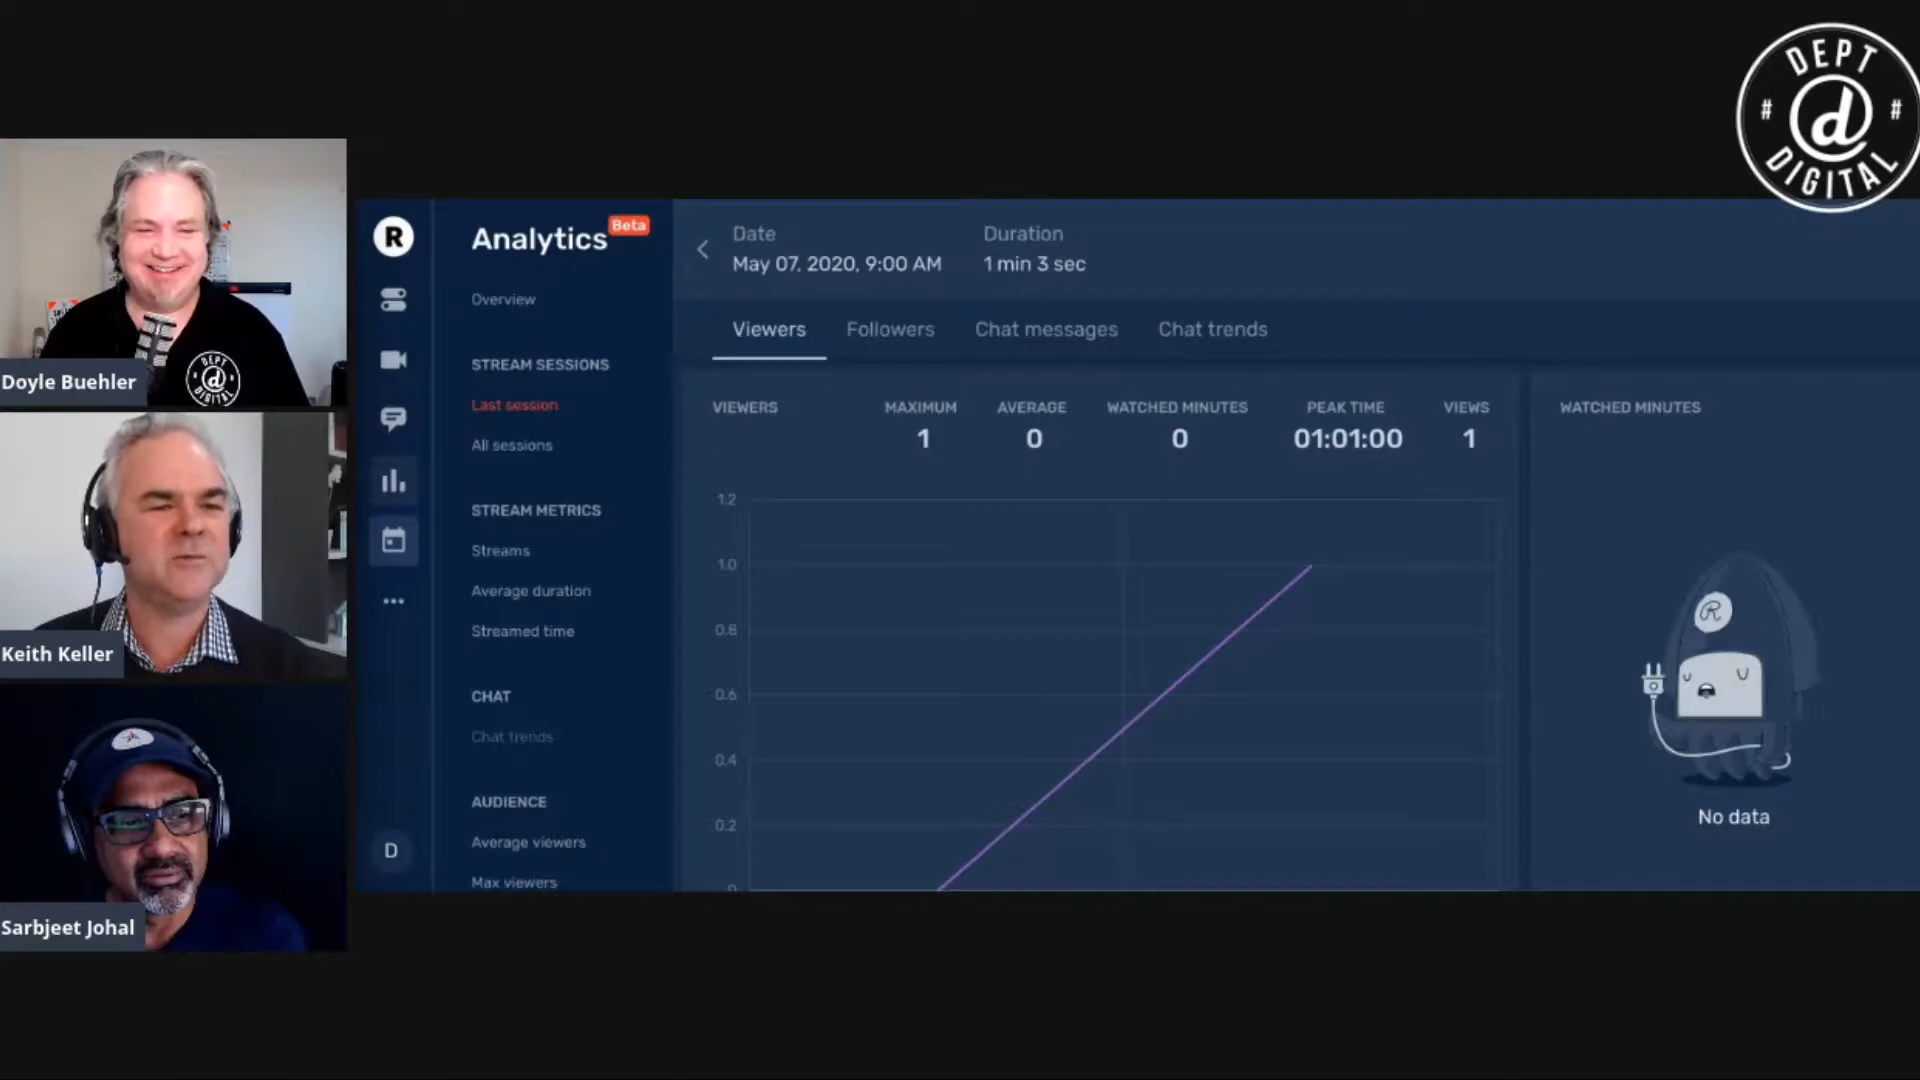 DEPT
# @d #
DIGITAL
Doyle Buehler
DEPT
# @d #
DIGITAL
Keith Keller
Sarbjeet Johal
R
Analytics Beta
Overview
STREAM SESSIONS
Last session
All sessions
STREAM METRICS
Streams
Average duration
Streamed time
CHAT
Chat trends
AUDIENCE
Average viewers
Max viewers
D
Date
May 07, 2020, 9:00 AM
Duration
1 min 3 sec
Viewers Followers Chat messages Chat trends
VIEWERS MAXIMUM AVERAGE WATCHED MINUTES PEAK TIME VIEWS
1 0 0 01:01:00 1
1.2
1.0
0.8
0.6
0.4
0.2
0
WATCHED MINUTES
R
No data